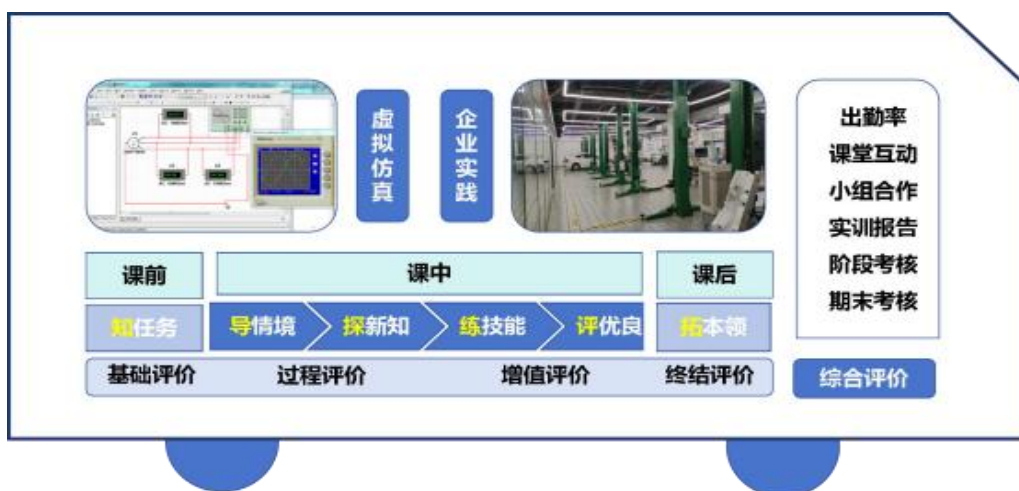 虚拟仿真
企业实践
出勤率
课堂互动
小组合作
实训报告
阶段考核
期末考核
课前
课中
课后
知任务
导情境
探新知
练技能
评优良
拓本领
基础评价
过程评价
增值评价
终结评价
综合评价